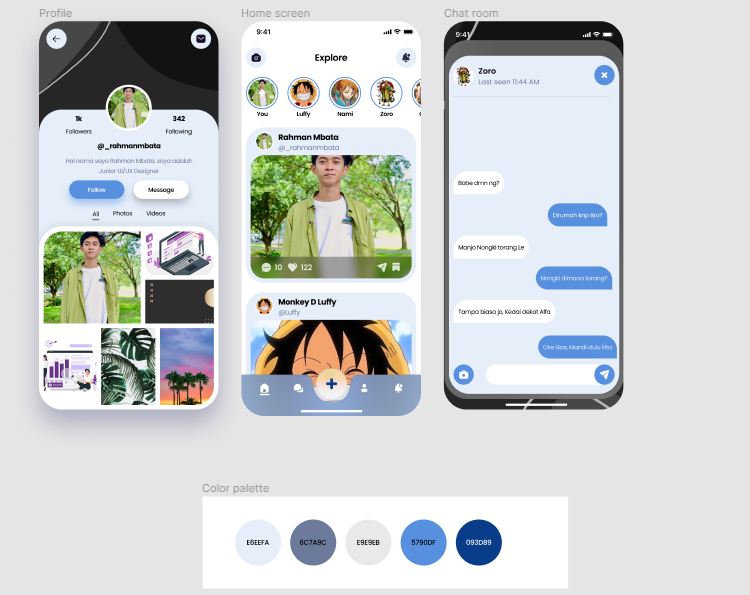 Profile
1k
Followers
342
Following
@_rahmanmbata
Hai nama saya Rahman Mbata, saya adalah
Junior UI/UX Designer
Follow
Message
All
Photos
Videos
Home screen
9:41
Explore
You
Luffy
Nami
Zoro
Rahman Mbata
@_rahmanmbata
10
122
Monkey D Luffy
@Luffy
Chat room
9:41
Zoro
Last seen 11:44 AM
Babe dmn ng?
Dirumah knp Bro?
Manjo Nongki torang Le
Nongki dimana torang?
Tampa biasa jo, Kedai dekat Alfa
Oke Gas, Mandi dulu kita
Color palette
E6EEFA
6C7A9C
E9E9EB
5790DF
093D89